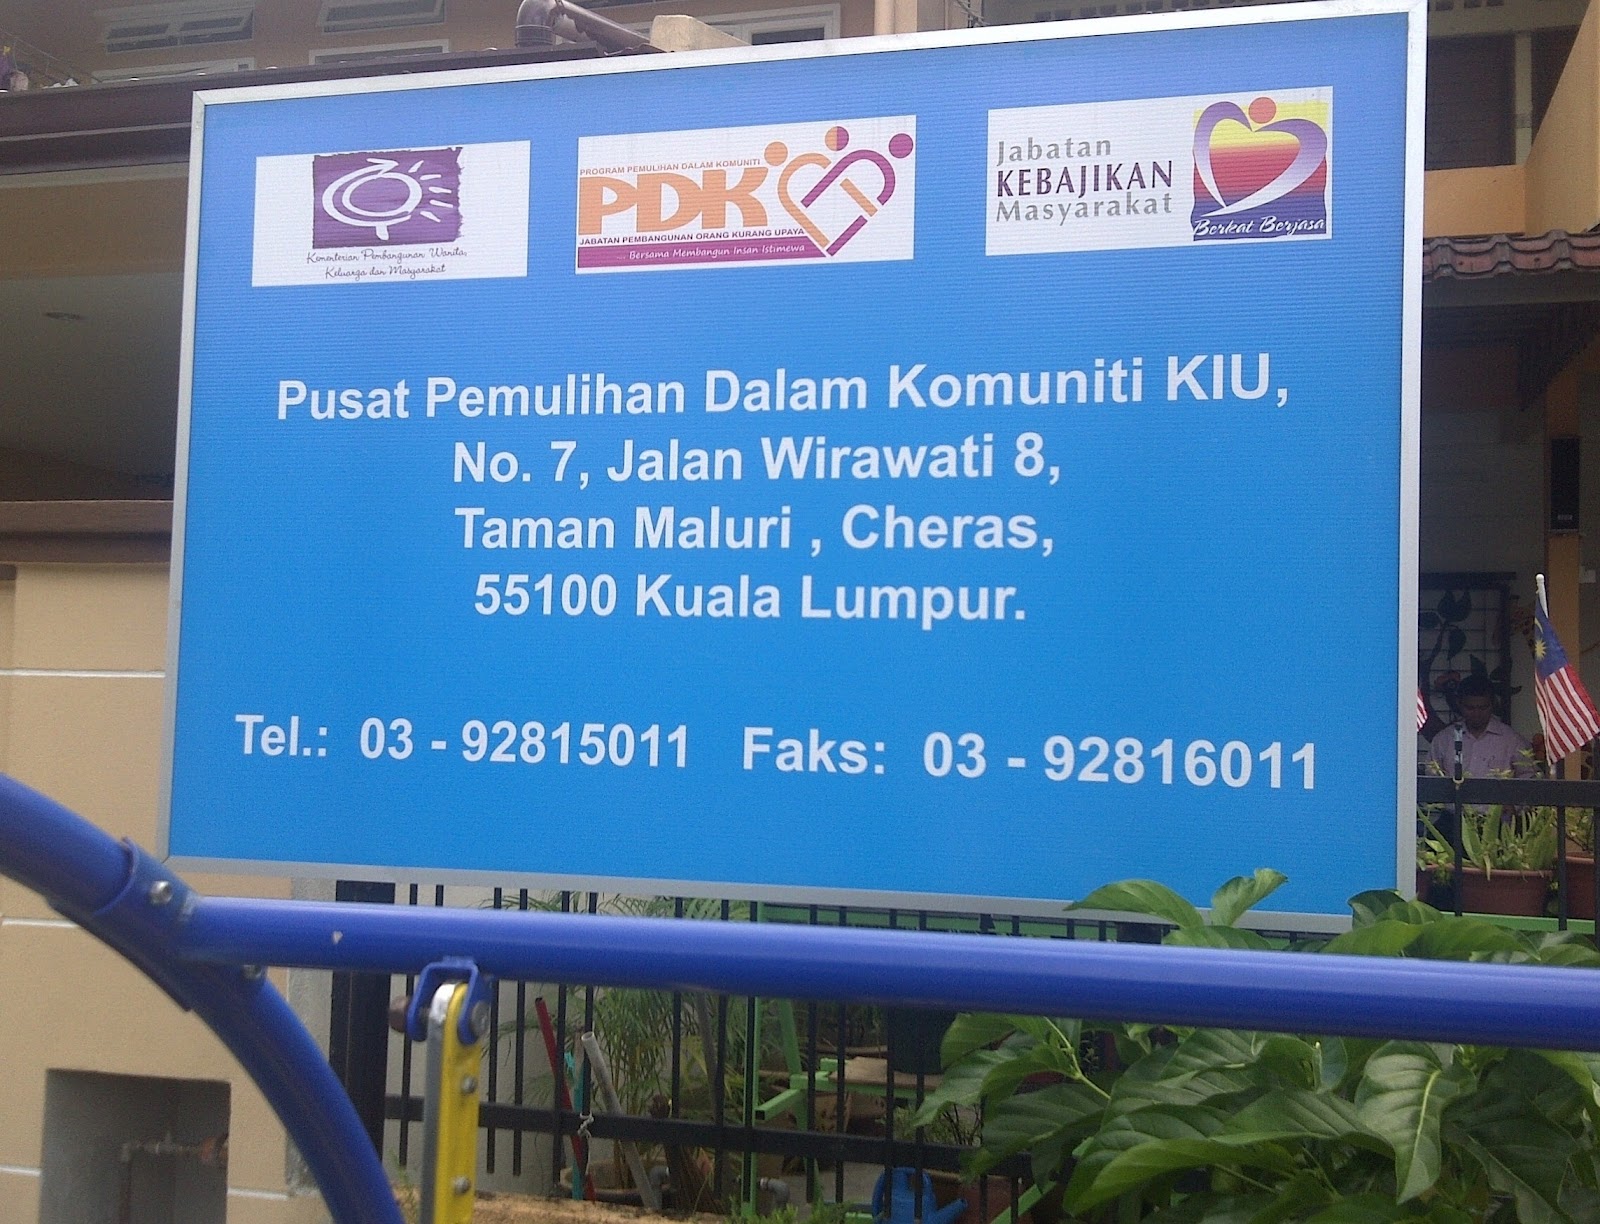 Kementerian Pembangunan Wanita,
Keluarga dan Masyarakat
PROGRAM PEMULIHAN DALAM KOMUNITI
PDK
JABATAN PEMBANGUNAN ORANG KURANG UPAYA
.... Bersama Membangun Insan Istimewa
Jabatan
KEBAJIKAN
Masyarakat
Berkat Berjasa
Pusat Pemulihan Dalam Komuniti KIU,
No. 7, Jalan Wirawati 8,
Taman Maluri , Cheras,
55100 Kuala Lumpur.
Tel.: 03 - 92815011 Faks: 03 - 92816011